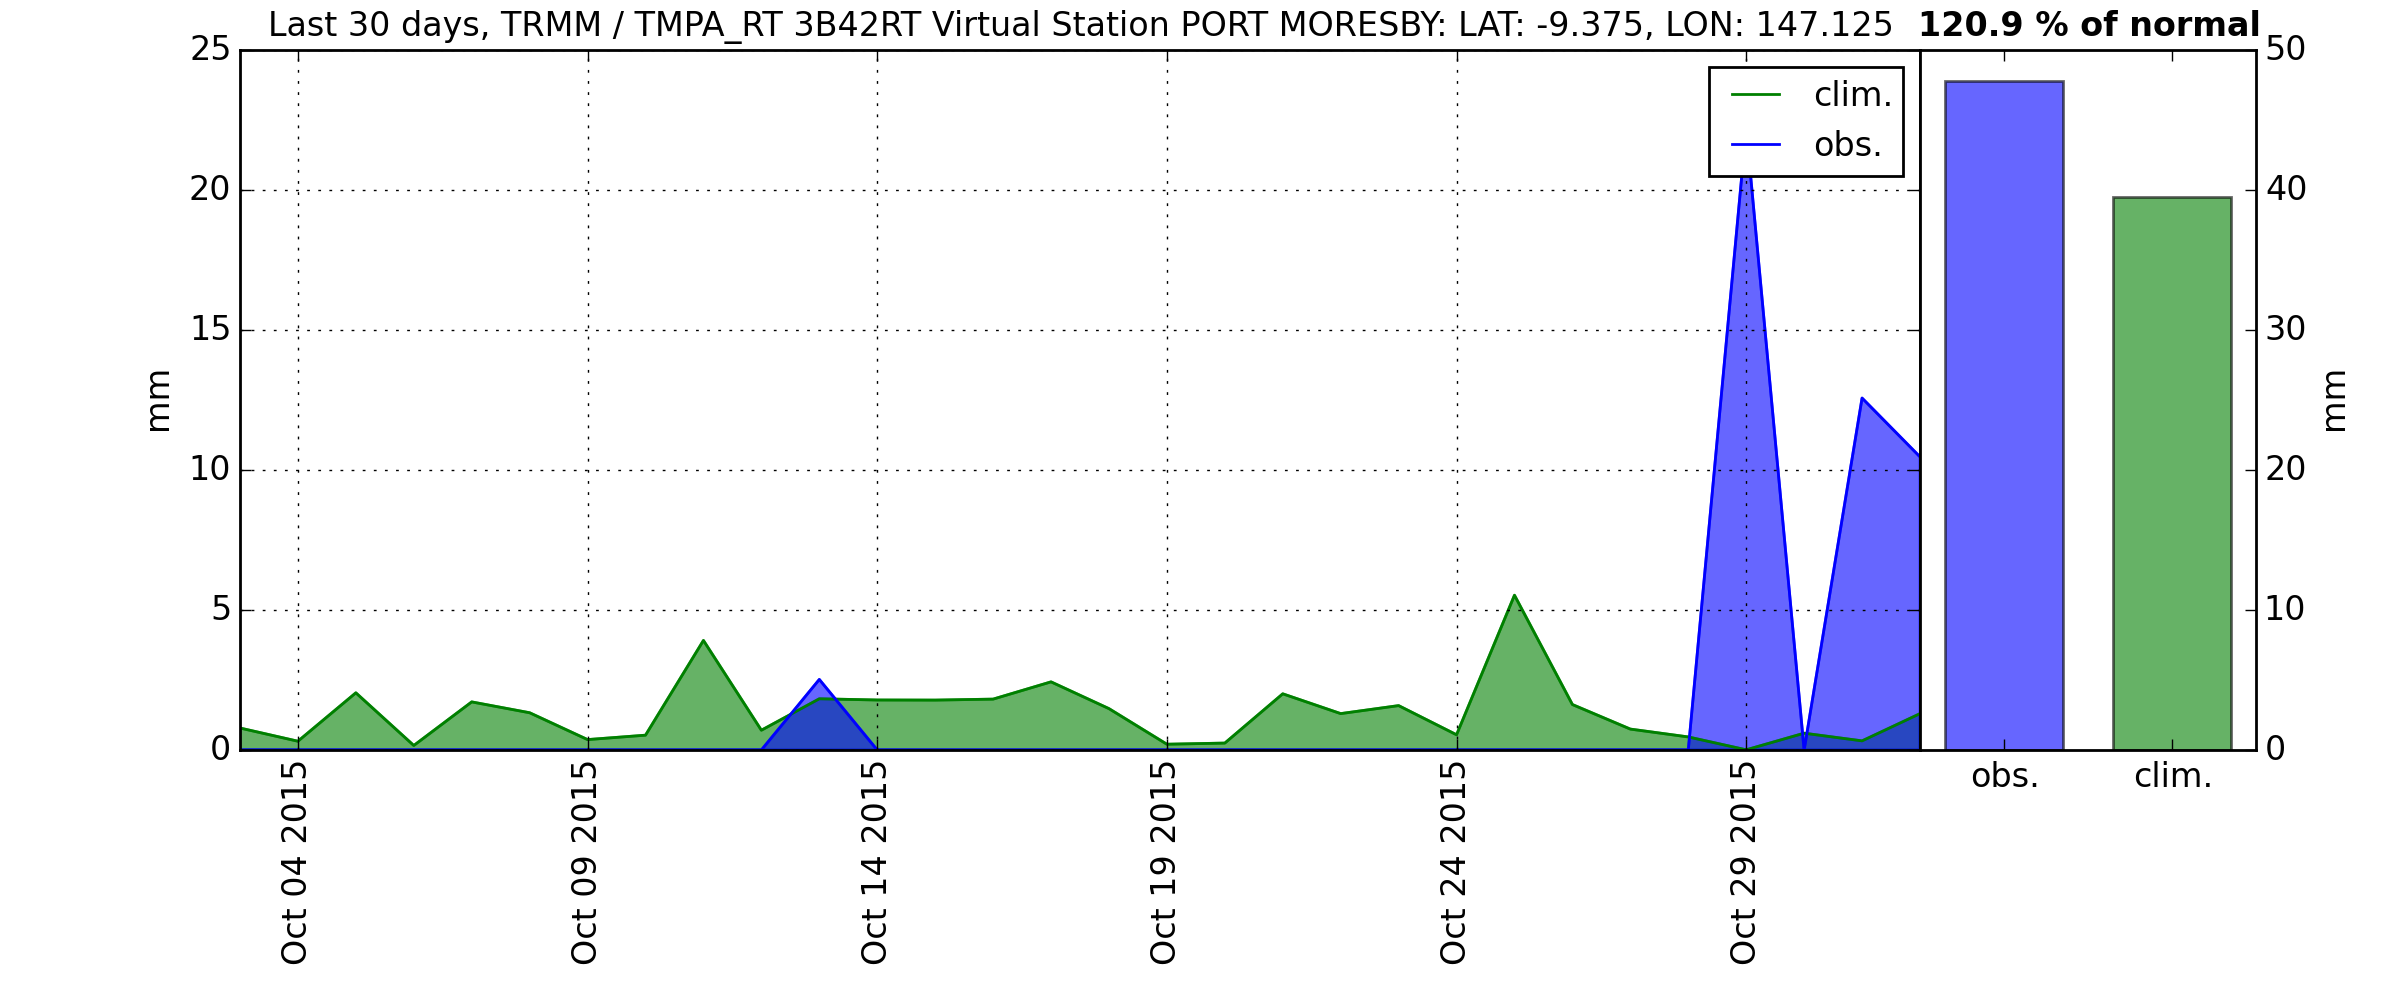 Last 30 days, TRMM / TMPA_RT 3B42RT Virtual Station PORT MORESBY: LAT: -9.375, LON: 147.125 120.9 % of normal
25
20
15
10
5
0
mm
clim.
obs.
Oct 04 2015
Oct 09 2015
Oct 14 2015
Oct 19 2015
Oct 24 2015
Oct 29 2015
50
40
30
20
10
0
mm
obs.
clim.